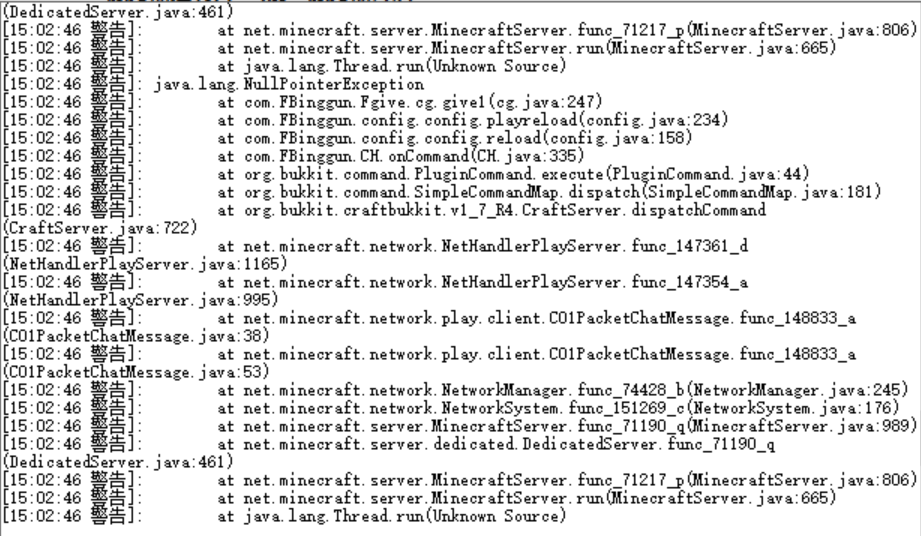 (DedicatedServer.java:461)
[15:02:46 警告]: at net.minecraft.server.MinecraftServer.func_71217_p(MinecraftServer.java:806)
[15:02:46 警告]: at net.minecraft.server.MinecraftServer.run(MinecraftServer.java:665)
[15:02:46 警告]: at java.lang.Thread.run(Unknown Source)
[15:02:46 警告]: java.lang.NullPointerException
[15:02:46 警告]: at com.FBinggun.Fgive.cg.give1(cg.java:247)
[15:02:46 警告]: at com.FBinggun.config.config.playreload(config.java:234)
[15:02:46 警告]: at com.FBinggun.config.config.reload(config.java:158)
[15:02:46 警告]: at com.FBinggun.CH.onCommand(CH.java:335)
[15:02:46 警告]: at org.bukkit.command.PluginCommand.execute(PluginCommand.java:44)
[15:02:46 警告]: at org.bukkit.command.SimpleCommandMap.dispatch(SimpleCommandMap.java:181)
[15:02:46 警告]: at org.bukkit.craftbukkit.v1_7_R4.CraftServer.dispatchCommand
(CraftServer.java:722)
[15:02:46 警告]: at net.minecraft.network.NetHandlerPlayServer.func_147361_d
(NetHandlerPlayServer.java:1165)
[15:02:46 警告]: at net.minecraft.network.NetHandlerPlayServer.func_147354_a
(NetHandlerPlayServer.java:995)
[15:02:46 警告]: at net.minecraft.network.play.client.C01PacketChatMessage.func_148833_a
(C01PacketChatMessage.java:38)
[15:02:46 警告]: at net.minecraft.network.play.client.C01PacketChatMessage.func_148833_a
(C01PacketChatMessage.java:53)
[15:02:46 警告]: at net.minecraft.network.NetworkManager.func_74428_b(NetworkManager.java:245)
[15:02:46 警告]: at net.minecraft.network.NetworkSystem.func_151269_c(NetworkSystem.java:176)
[15:02:46 警告]: at net.minecraft.server.MinecraftServer.func_71190_q(MinecraftServer.java:989)
[15:02:46 警告]: at net.minecraft.server.dedicated.DedicatedServer.func_71190_q
(DedicatedServer.java:461)
[15:02:46 警告]: at net.minecraft.server.MinecraftServer.func_71217_p(MinecraftServer.java:806)
[15:02:46 警告]: at net.minecraft.server.MinecraftServer.run(MinecraftServer.java:665)
[15:02:46 警告]: at java.lang.Thread.run(Unknown Source)